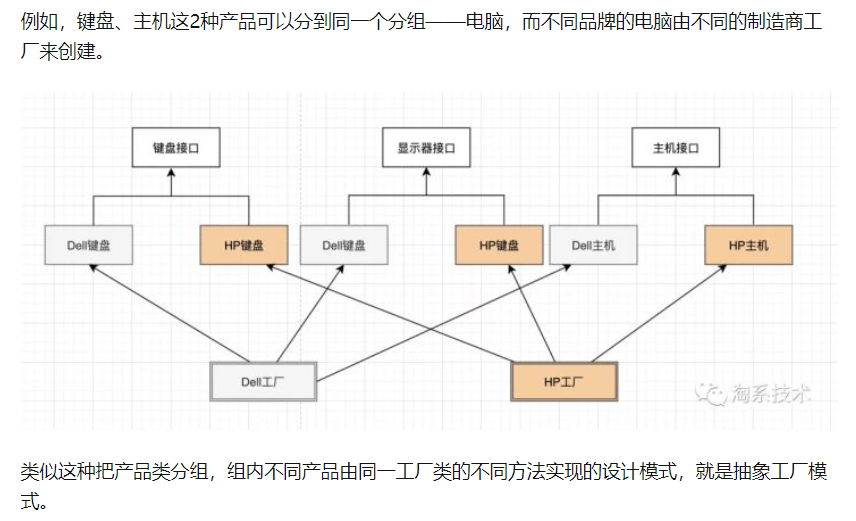 例如，键盘、主机这2种产品可以分到同一个分组——电脑，而不同品牌的电脑由不同的制造商工
厂来创建。
键盘接口
显示器接口
主机接口
Dell键盘
HP键盘
Dell键盘
HP键盘
Dell主机
HP主机
Dell工厂
HP工厂
淘系技术
类似这种把产品类分组，组内不同产品由同一工厂类的不同方法实现的设计模式，就是抽象工厂模
式。